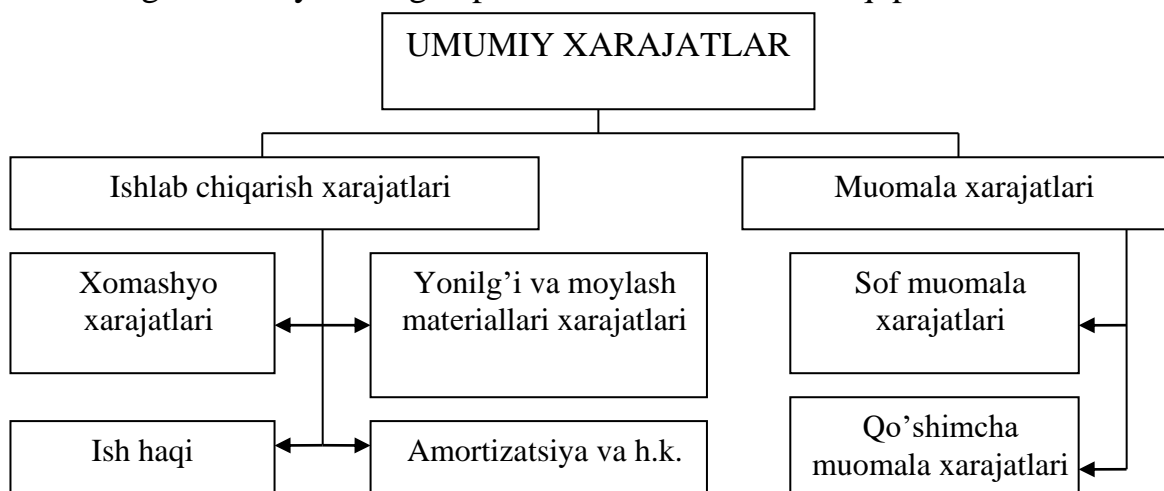 UMUMIY XARAJATLAR
Ishlab chiqarish xarajatlari
Muomala xarajatlari
Xomashyo
xarajatlari
Yonilg’i va moylash
materiallari xarajatlari
Sof muomala
xarajatlari
Ish haqi
Amortizatsiya va h.k.
Qo’shimcha
muomala xarajatlari